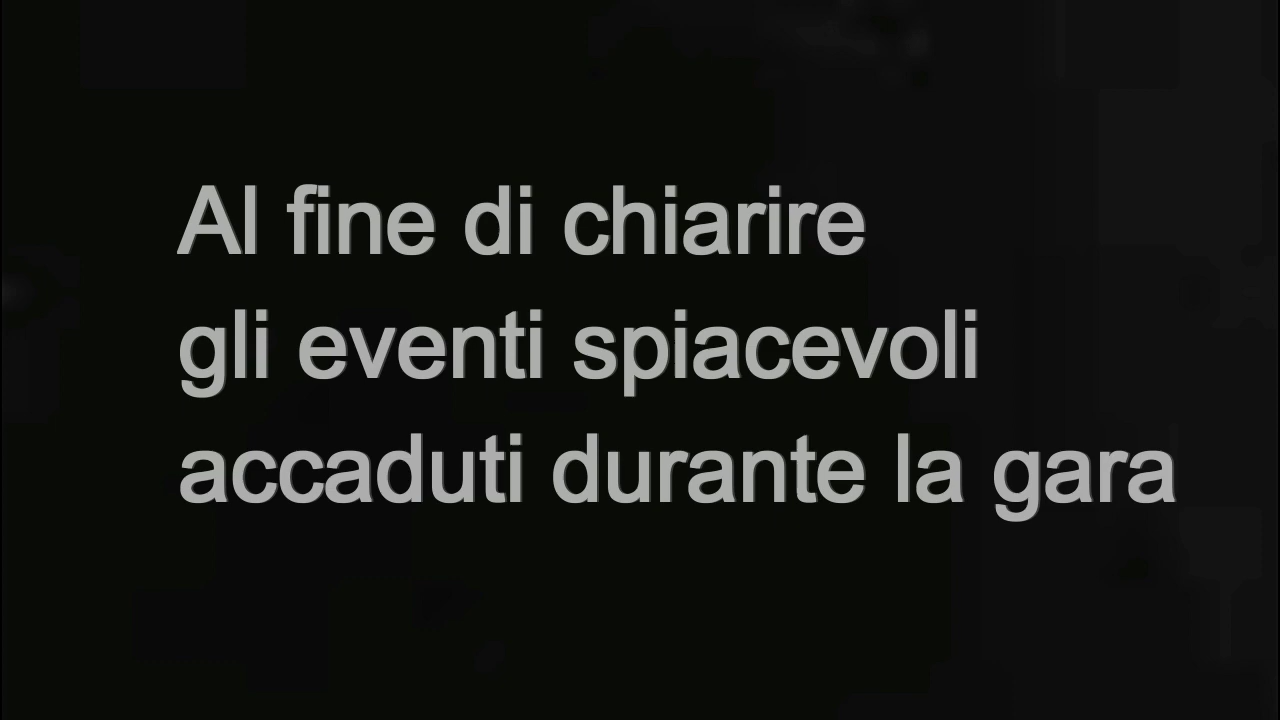 Al fine di chiarire
gli eventi spiacevoli
accaduti durante la gara